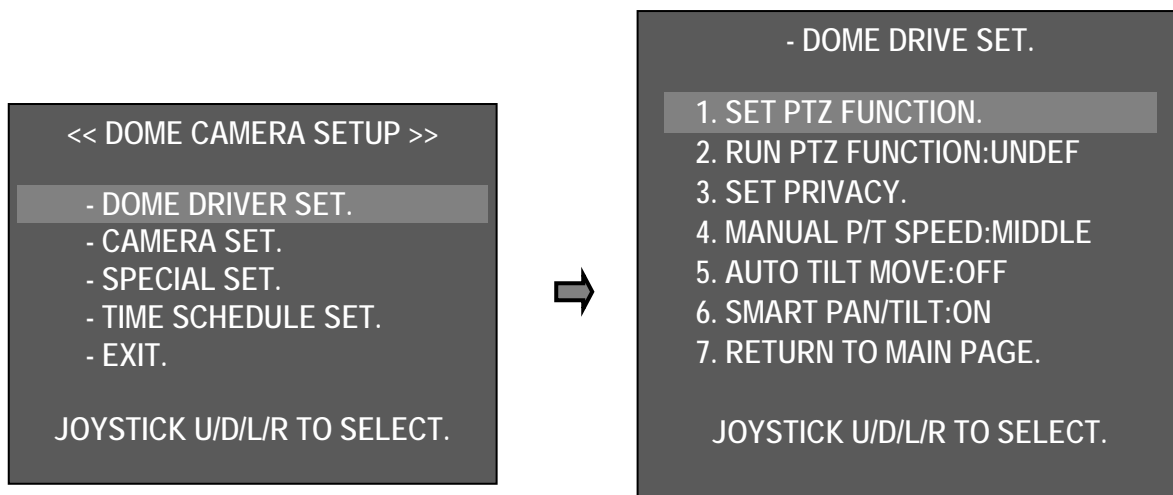 << DOME CAMERA SETUP >>
- DOME DRIVER SET.
- CAMERA SET.
- SPECIAL SET.
- TIME SCHEDULE SET.
- EXIT.
JOYSTICK U/D/L/R TO SELECT.
- DOME DRIVE SET.
1. SET PTZ FUNCTION.
2. RUN PTZ FUNCTION:UNDEF
3. SET PRIVACY.
4. MANUAL P/T SPEED:MIDDLE
5. AUTO TILT MOVE:OFF
6. SMART PAN/TILT:ON
7. RETURN TO MAIN PAGE.
JOYSTICK U/D/L/R TO SELECT.